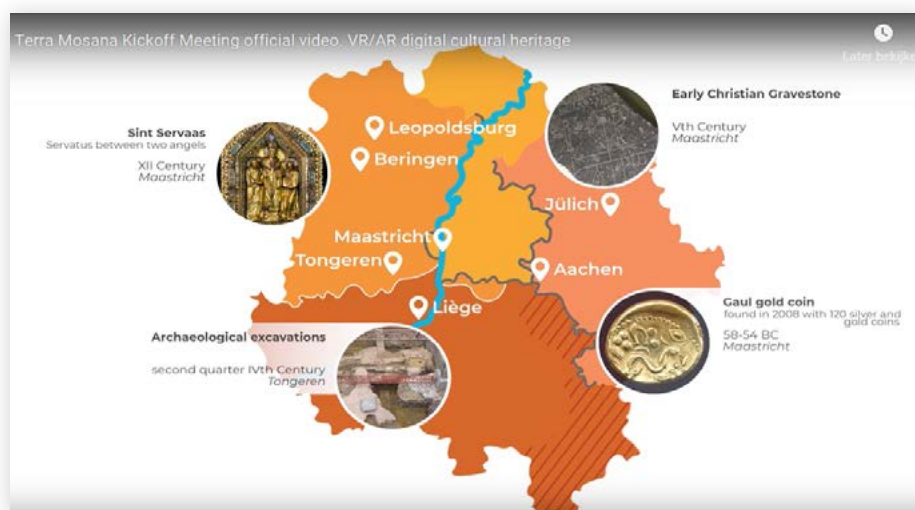 Terra Mosana Kickoff Meeting official video VR/AR digital cultural heritage
Later bekijke
Early Christian Gravestone
Vth Century
Maastricht
Sint Servaas
Servatus between two angels
XII Century
Maastricht
Leopoldsburg
Beringen
Jülich
Maastricht
Tongeren
Aachen
Liège
Gaul gold coin
found in 2008 with 120 silver and
gold coins
58-54 BC
Maastricht
Archaeological excavations
second quarter IVth Century
Tongeren